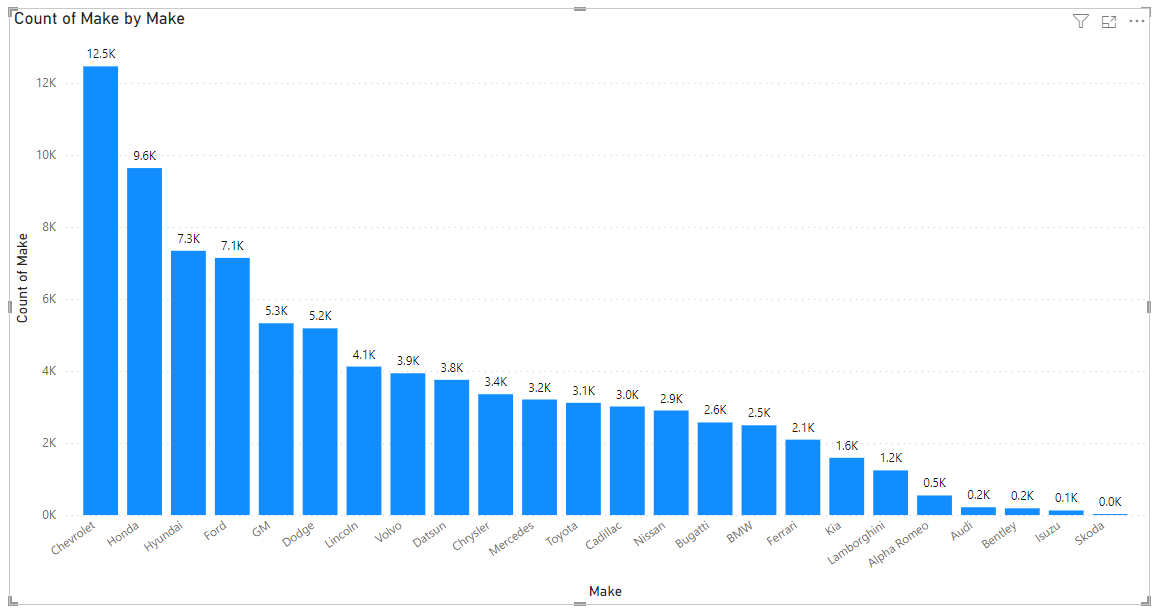 Count of Make by Make
12.5K
9.6K
7.3K
7.1K
5.3K
5.2K
4.1K
3.9K
3.8K
3.4K
3.2K
3.1K
3.0K
2.9K
2.6K
2.5K
2.1K
1.6K
1.2K
0.5K
0.2K
0.2K
0.1K
0.0K
12K
10K
8K
6K
4K
2K
0K
Count of Make
Chevrolet
Honda
Hyundai
Ford
GM
Dodge
Lincoln
Volvo
Datsun
Chrysler
Mercedes
Toyota
Cadillac
Nissan
Bugatti
BMW
Ferrari
Kia
Lamborghini
Alpha Romeo
Audi
Bentley
Isuzu
Skoda
Make